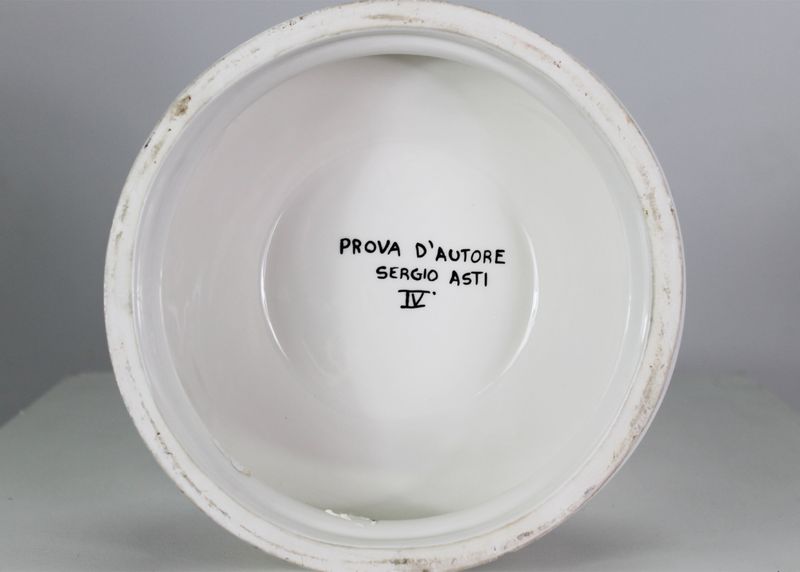 PROVA D'AUTORE
SERGIO ASTI
IV.